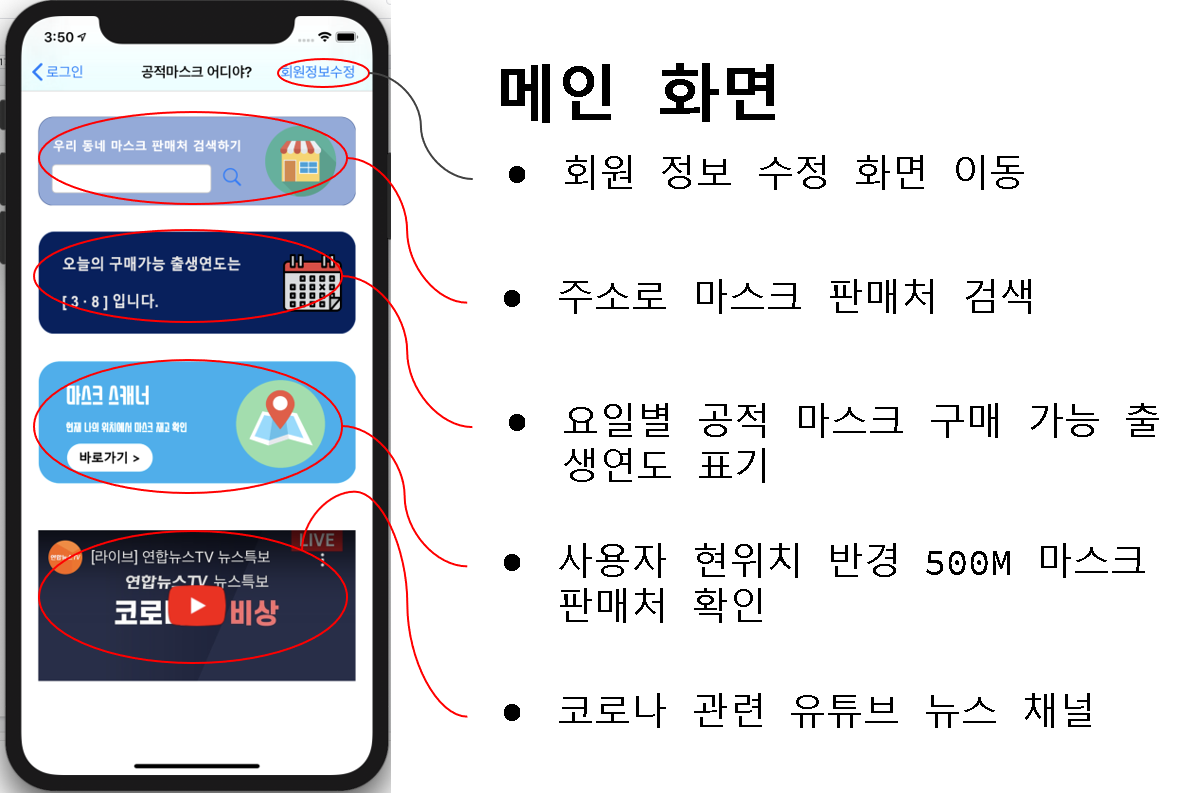 3:50
로그인
공적마스크 어디야?
회원정보수정
우리 동네 마스크 판매처 검색하기
오늘의 구매가능 출생연도는
[ 3 · 8 ] 입니다.
마스크 스캐너
현재 나의 위치에서 마스크 재고 확인
바로가기 >
LIVE
연합뉴스TV
[라이브] 연합뉴스TV 뉴스특보
연합뉴스TV 뉴스특보
비상
메인 화면
● 회원 정보 수정 화면 이동
● 주소로 마스크 판매처 검색
● 요일별 공적 마스크 구매 가능 출
생연도 표기
● 사용자 현위치 반경 500M 마스크
판매처 확인
● 코로나 관련 유튜브 뉴스 채널